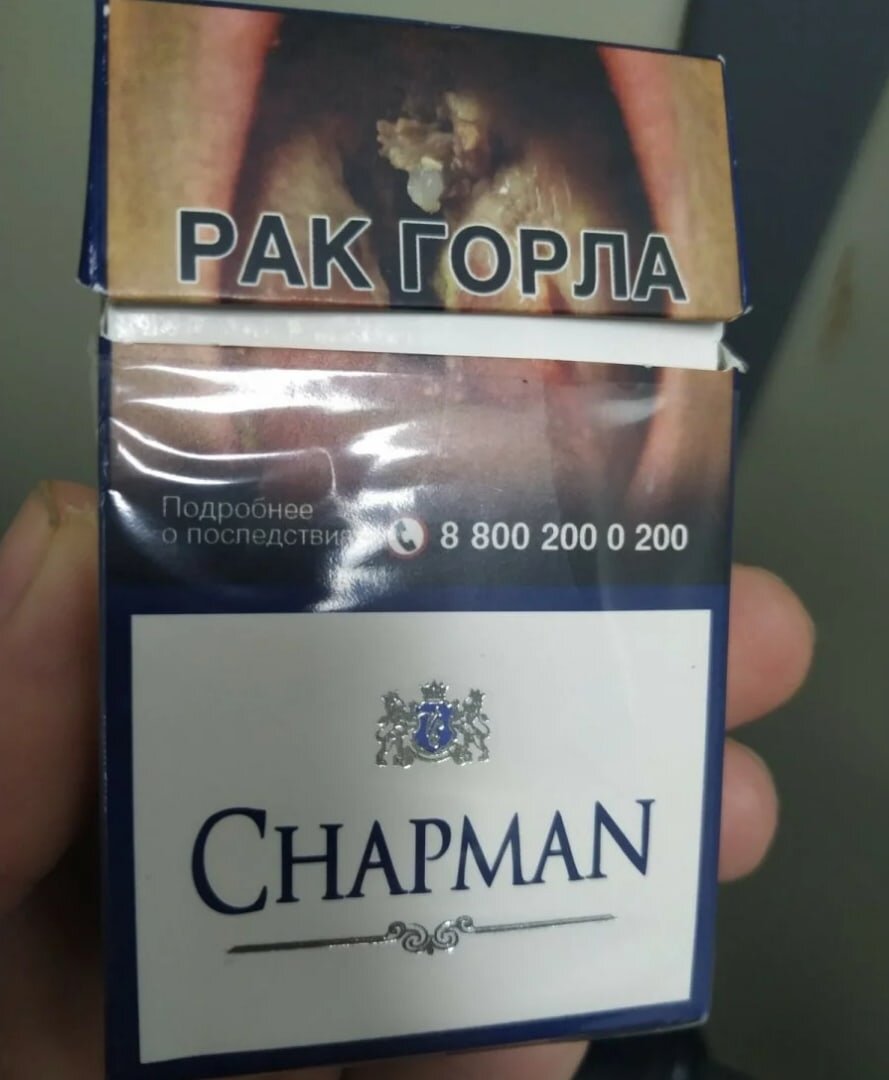 РАК ГОРЛА
Подробнее
о последствиях 8 800 200 0 200
CHAPMAN